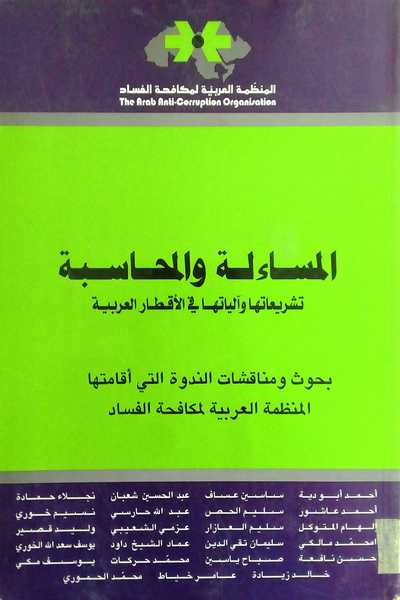 المنظمة العربية لمكافحة الفساد
The Arab Anti-Corruption Organisation
المساءلة والمحاسبة
تشريعاتها وآلياتها في الأقطار العربية
بحوث ومناقشات الندوة التي أقامتها
المنظمة العربية لمكافحة الفساد
أحمد أبو دية ساسين عساف عبد الحسين شعبان نجلاء حمادة
أحمد عاشور سليم الحص عبد الله حارسي نسيم خوري
إلهام المتوكل سليم العازار عزمي الشعيبي وليد قصير
امحمد مالكي سليمان تقي الدين عماد الشيخ داود يوسف سعد الله الخوري
حسن نافعة صباح ياسين محمد حركات يوسف مكي
خالد زيادة عامر خياط محمد الحموري